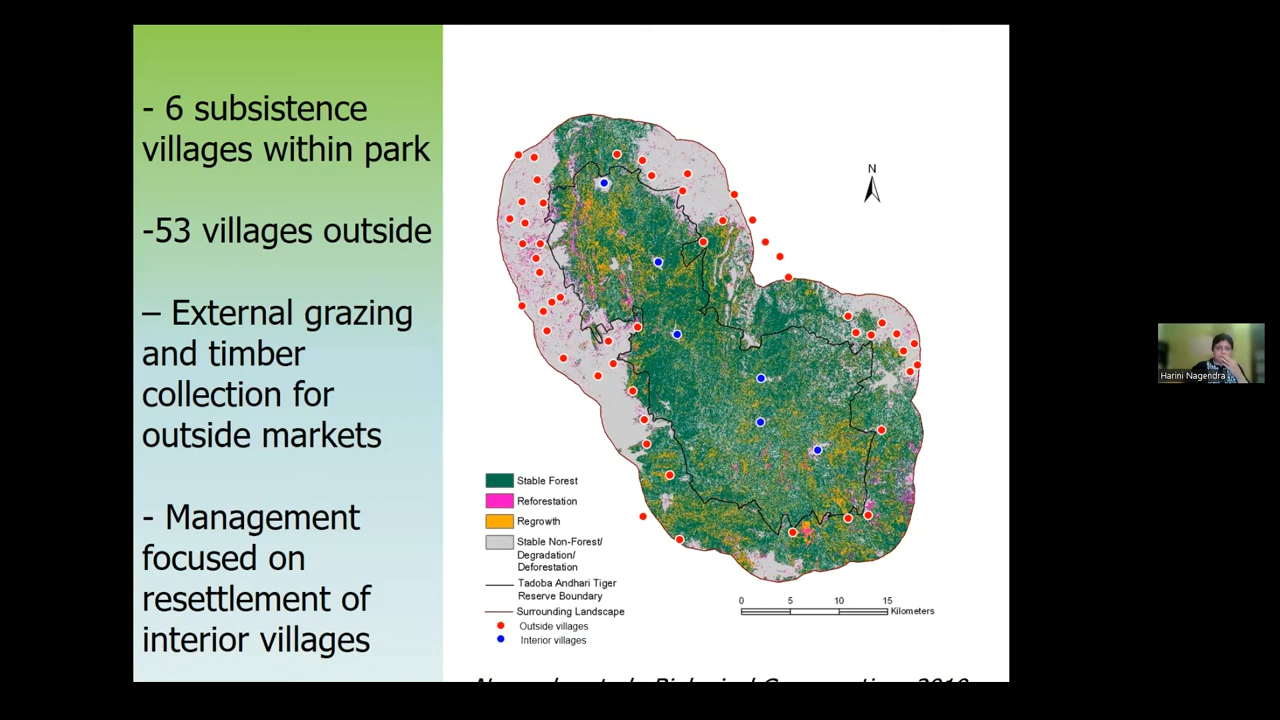 - 6 subsistence
villages within park
-53 villages outside
– External grazing
and timber
collection for
outside markets
- Management
focused on
resettlement of
interior villages
N
Stable Forest
Reforestation
Regrowth
Stable Non-Forest/
Degradation/
Deforestation
Tadoba Andhari Tiger
Reserve Boundary
Surrounding Landscape
Outside villages
Interior villages
0 5 10 15
Kilometers
Harini Nagendra